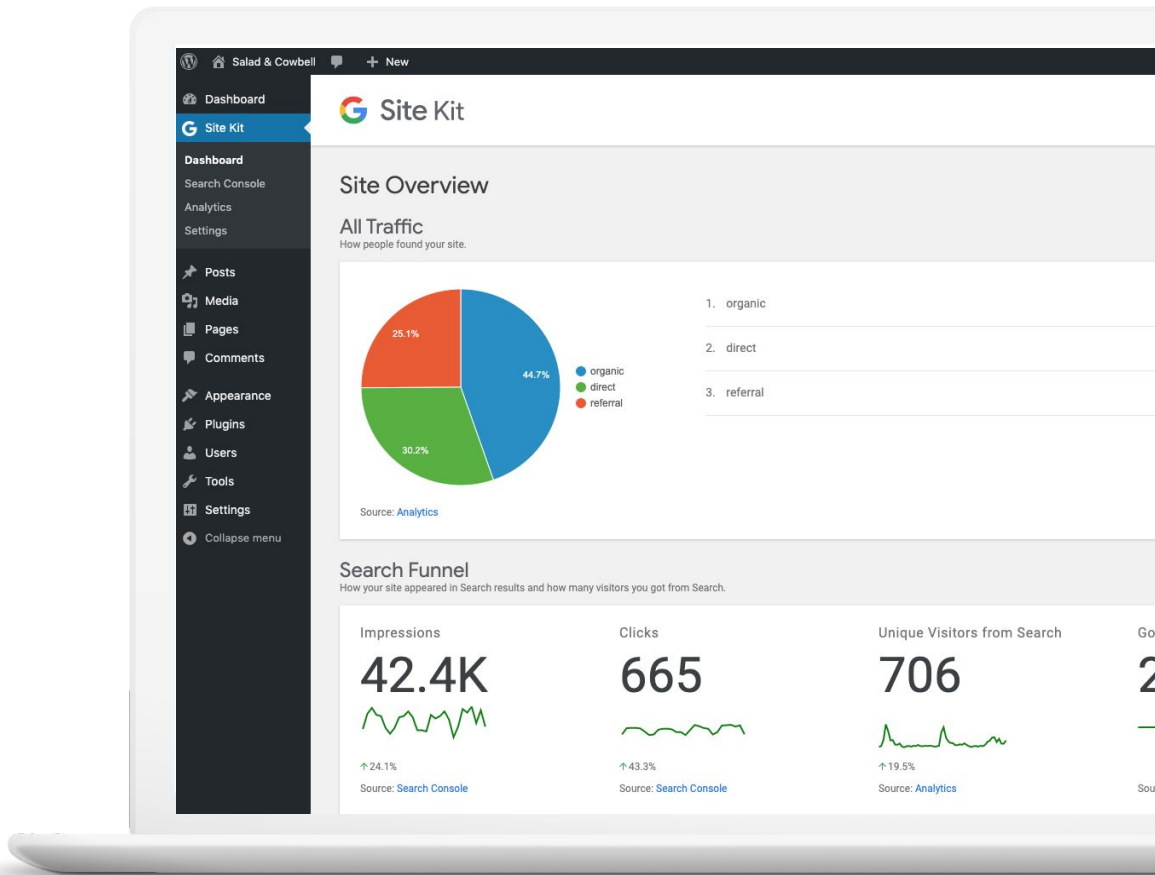 Salad & Cowbell + New
Dashboard
Site Kit
Dashboard
Search Console
Analytics
Settings
Posts
Media
Pages
Comments
Appearance
Plugins
Users
Tools
Settings
Collapse menu
Site Kit
Site Overview
All Traffic
How people found your site.
25.1%
44.7%
30.2%
organic
direct
referral
1. organic
2. direct
3. referral
Source: Analytics
Search Funnel
How your site appeared in Search results and how many visitors you got from Search.
Impressions
42.4K
↑24.1%
Source: Search Console
Clicks
665
↑43.3%
Source: Search Console
Unique Visitors from Search
706
↑19.5%
Source: Analytics
Go
2
Sou